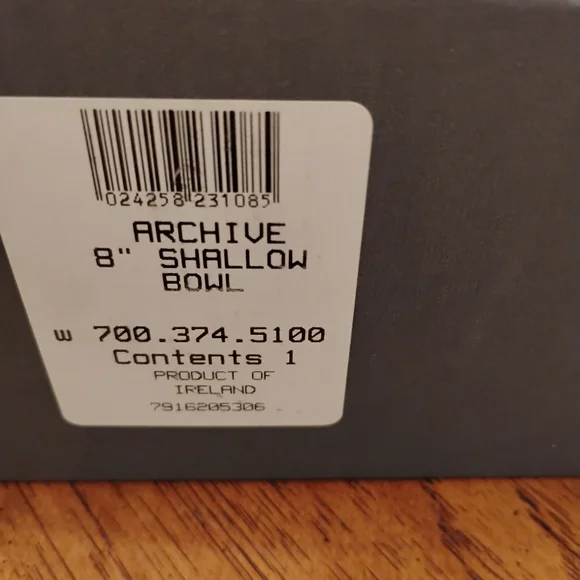 024258 231085
ARCHIVE
8" SHALLOW
BOWL
W 700.374.5100
Contents 1
PRODUCT OF
IRELAND
7916205306